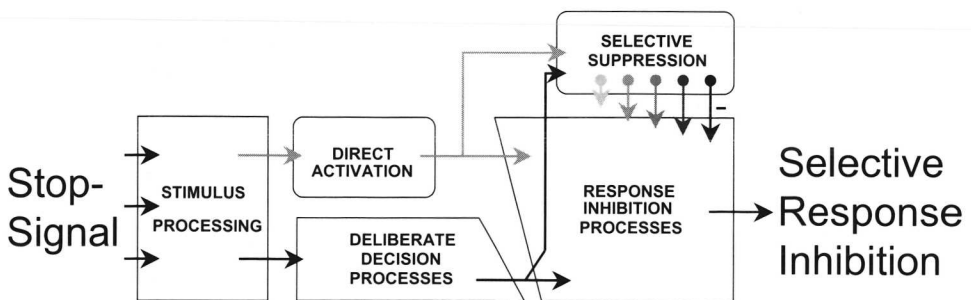 Stop-
Signal
STIMULUS
PROCESSING
DIRECT
ACTIVATION
DELIBERATE
DECISION
PROCESSES
SELECTIVE
SUPPRESSION
-
RESPONSE
INHIBITION
PROCESSES
Selective
Response
Inhibition